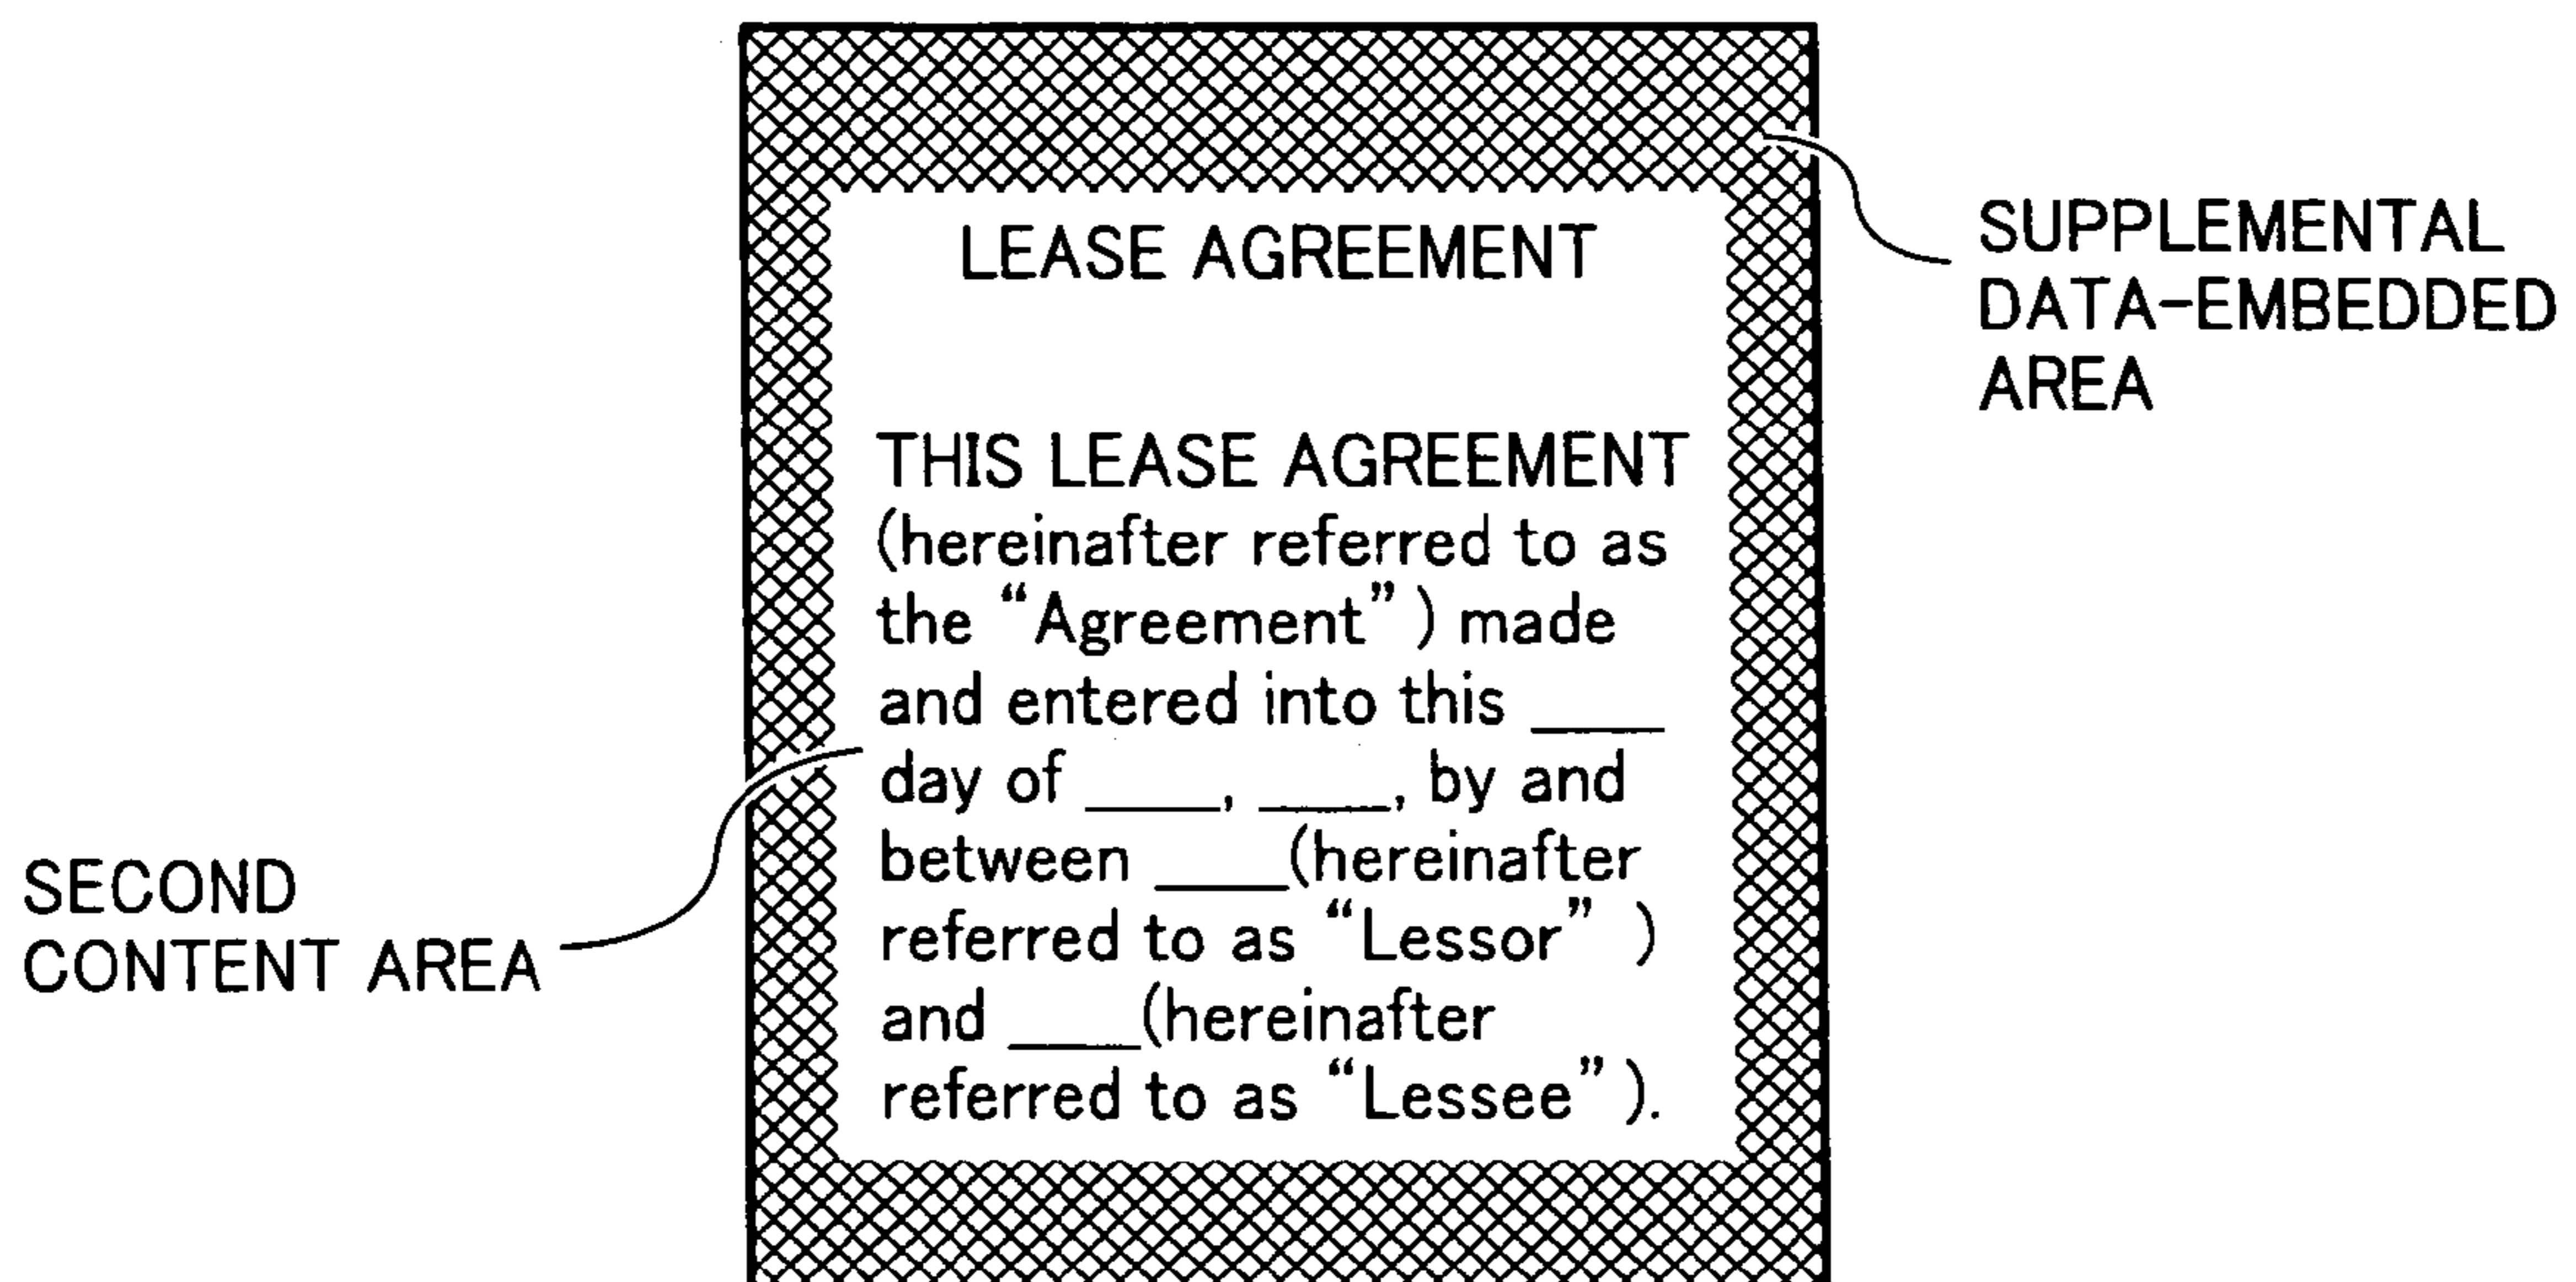 LEASE AGREEMENT
THIS LEASE AGREEMENT
(hereinafter referred to as
the “Agreement”) made
and entered into this ____
day of ____, ____, by and
between ____(hereinafter
referred to as “Lessor” )
and ____(hereinafter
referred to as “Lessee”).
SUPPLEMENTAL
DATA-EMBEDDED
AREA
SECOND
CONTENT AREA